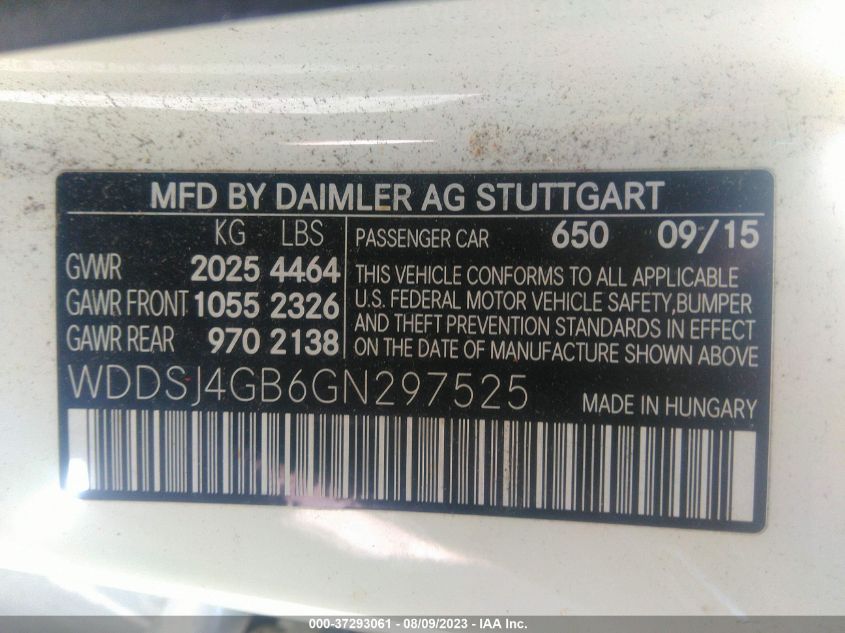 MFD BY DAIMLER AG STUTTGART
KG LBS
GVWR 2025 4464
GAWR FRONT 1055 2326
GAWR REAR 970 2138
PASSENGER CAR 650 09/15
THIS VEHICLE CONFORMS TO ALL APPLICABLE
U.S. FEDERAL MOTOR VEHICLE SAFETY,BUMPER
AND THEFT PREVENTION STANDARDS IN EFFECT
ON THE DATE OF MANUFACTURE SHOWN ABOVE
WDDSJ4GB6GN297525
MADE IN HUNGARY
000-37293061 - 08/09/2023 - IAA Inc.